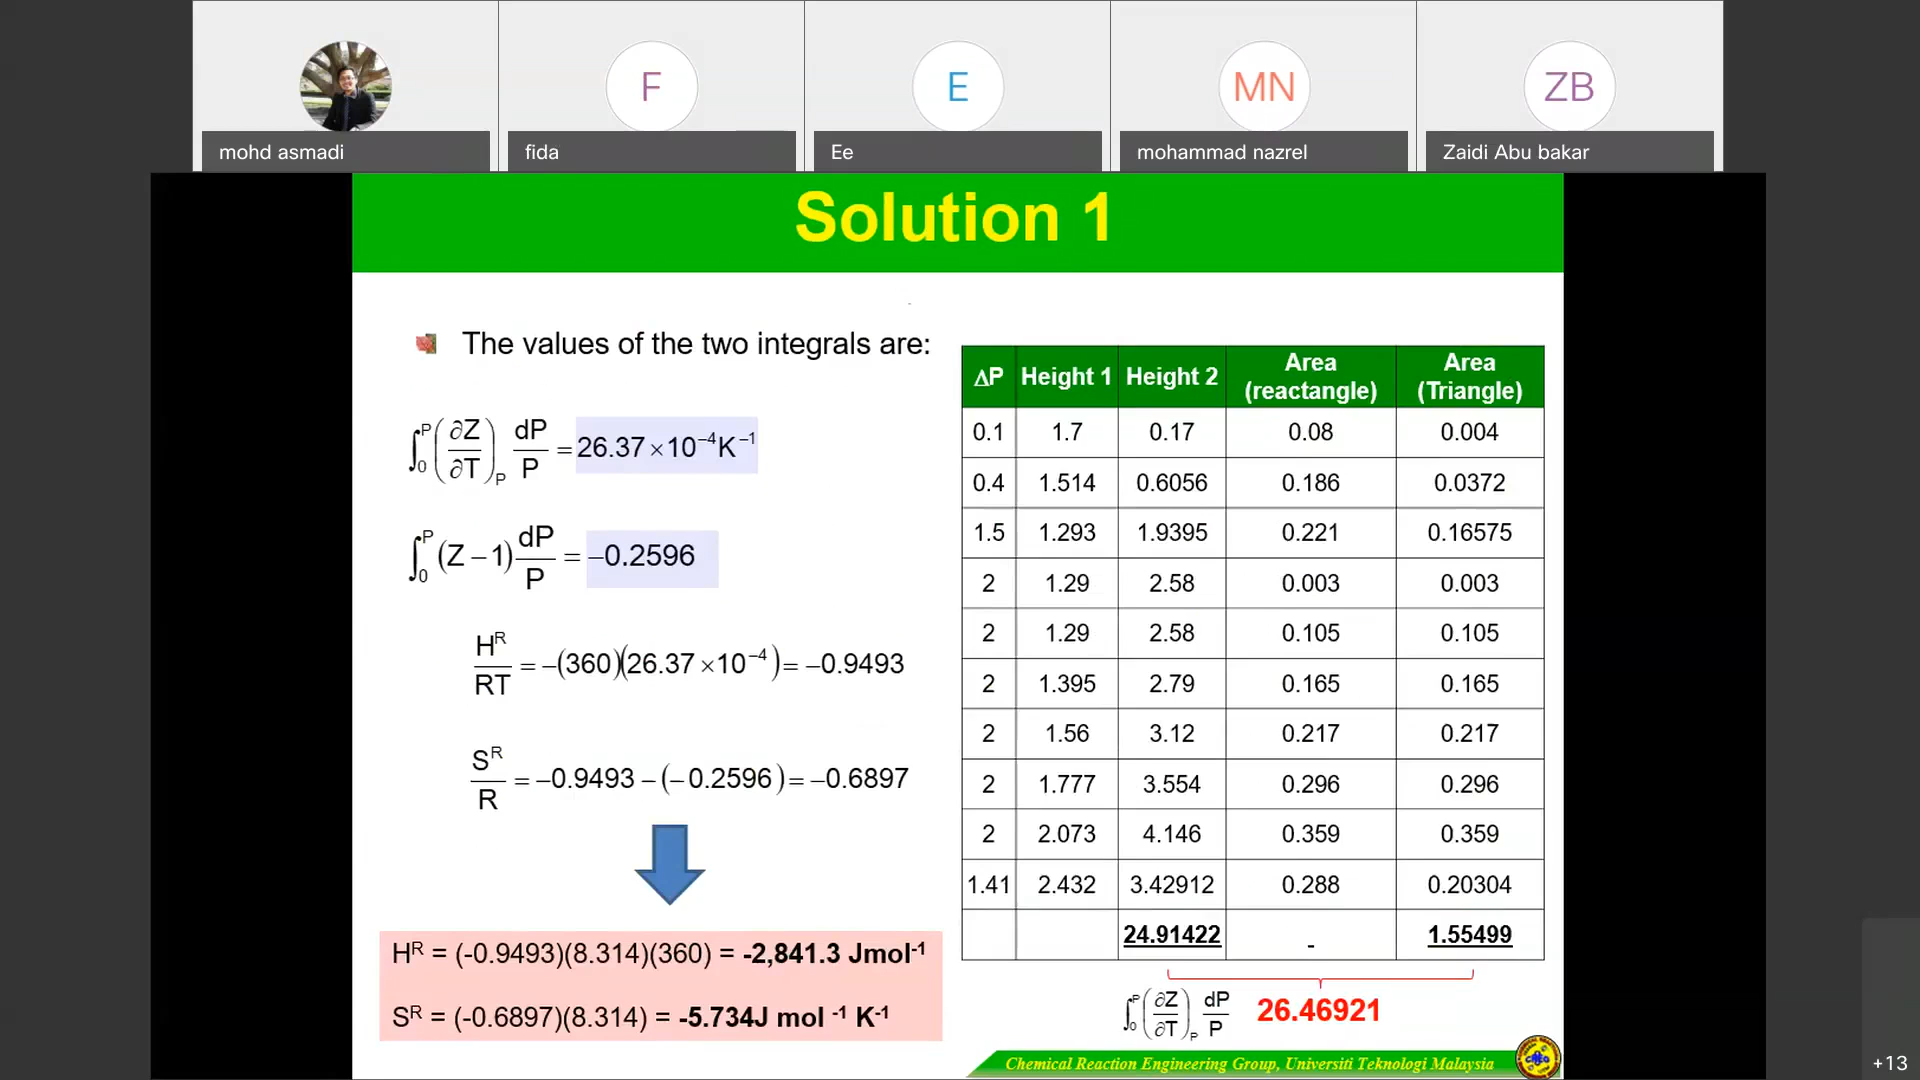 F
E
MN
ZB
mohd asmadi
fida
Ee
mohammad nazrel
Zaidi Abu bakar
Solution 1
The values of the two integrals are:
∫₀ᴾ (∂Z/∂T)_P dP/P = 26.37 × 10⁻⁴ K⁻¹
∫₀ᴾ (Z − 1) dP/P = −0.2596
Hᴿ/RT = −(360)(26.37 × 10⁻⁴) = −0.9493
Sᴿ/R = −0.9493 − (−0.2596) = −0.6897
Hᴿ = (-0.9493)(8.314)(360) = -2,841.3 Jmol⁻¹
Sᴿ = (-0.6897)(8.314) = -5.734J mol ⁻¹ K⁻¹
ΔP Height 1 Height 2 Area (reactangle) Area (Triangle)
0.1 1.7 0.17 0.08 0.004
0.4 1.514 0.6056 0.186 0.0372
1.5 1.293 1.9395 0.221 0.16575
2 1.29 2.58 0.003 0.003
2 1.29 2.58 0.105 0.105
2 1.395 2.79 0.165 0.165
2 1.56 3.12 0.217 0.217
2 1.777 3.554 0.296 0.296
2 2.073 4.146 0.359 0.359
1.41 2.432 3.42912 0.288 0.20304
24.91422 - 1.55499
∫₀ᴾ (∂Z/∂T)_P dP/P 26.46921
Chemical Reaction Engineering Group, Universiti Teknologi Malaysia
+13